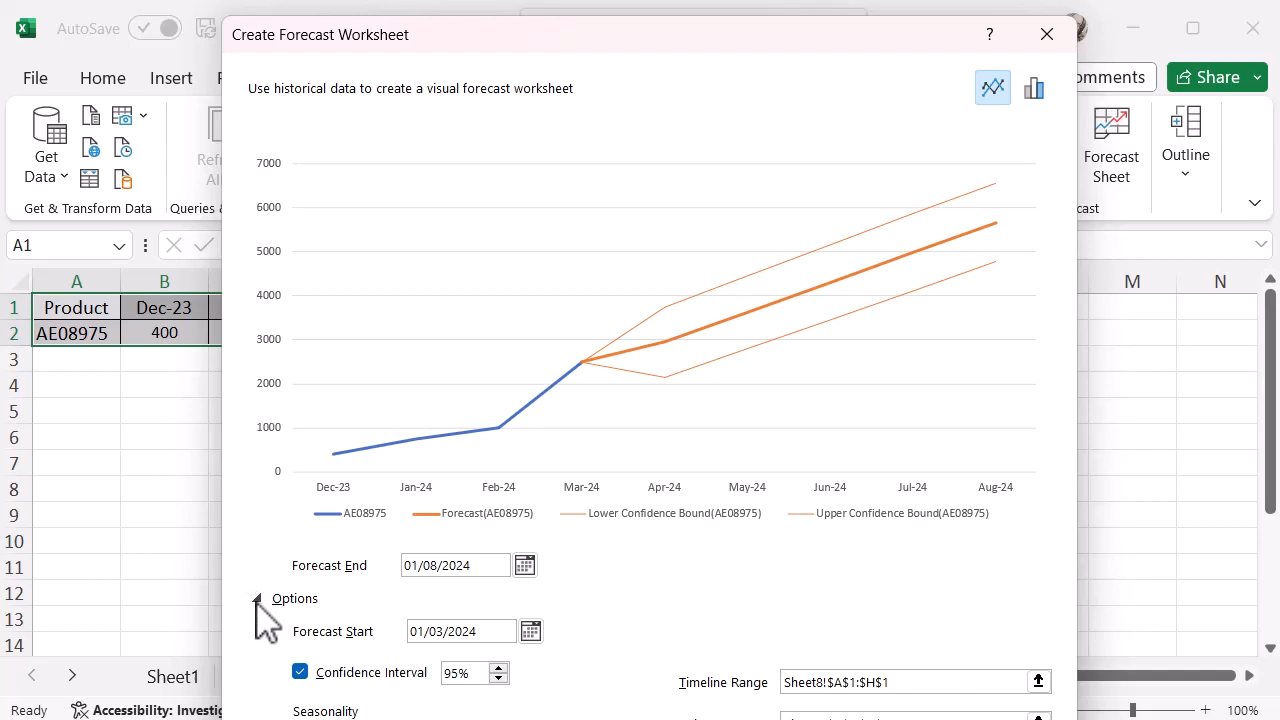 AutoSave
Create Forecast Worksheet
?
File
Home
Insert
omments
Share
Use historical data to create a visual forecast worksheet
Get
Data
Refr
Al
Forecast
Sheet
Outline
Get & Transform Data
Queries &
cast
A1
7000
6000
5000
4000
3000
2000
1000
0
Dec-23 Jan-24 Feb-24 Mar-24 Apr-24 May-24 Jun-24 Jul-24 Aug-24
AE08975 Forecast(AE08975) Lower Confidence Bound(AE08975) Upper Confidence Bound(AE08975)
A B M N
1 Product Dec-23
2 AE08975 400
3
4
5
6
7
8
9
10
11
12
13
14
Forecast End 01/08/2024
Options
Forecast Start 01/03/2024
Confidence Interval 95%
Timeline Range Sheet8!$A$1:$H$1
Seasonality
Sheet1
Ready
Accessibility: Investig
100%